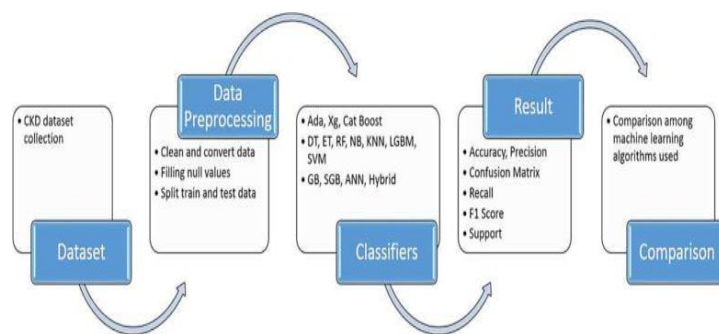 • CKD dataset
collection
Dataset
Data
Preprocessing
• Clean and convert data
• Filling null values
• Split train and test data
• Ada, Xg, Cat Boost
• DT, ET, RF, NB, KNN, LGBM,
SVM
• GB, SGB, ANN, Hybrid
Classifiers
Result
• Accuracy, Precision
• Confusion Matrix
• Recall
• F1 Score
• Support
• Comparison among
machine learning
algorithms used
Comparison